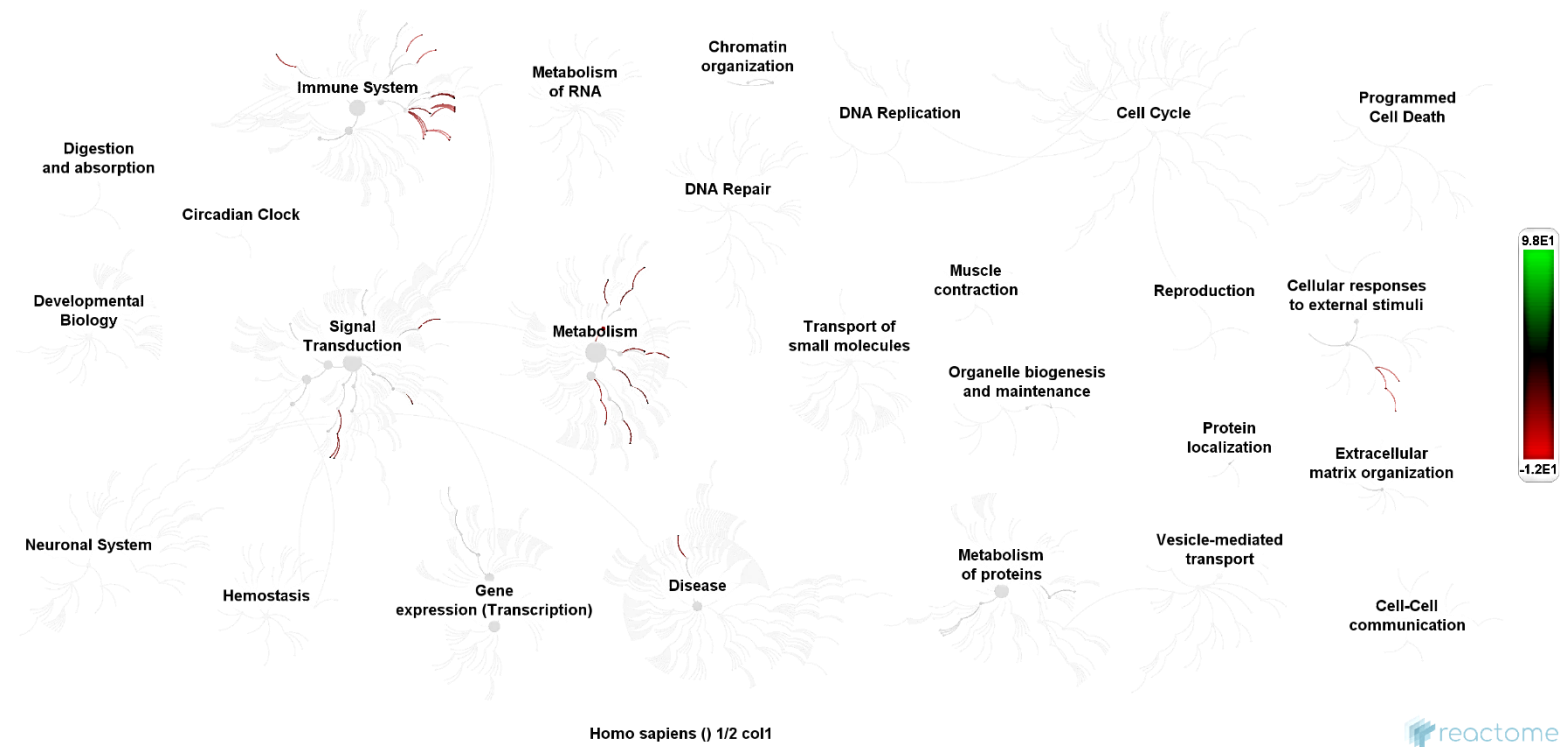 Chromatin
organization
Immune System
Metabolism
of RNA
DNA Replication
Cell Cycle
Programmed
Cell Death
Digestion
and absorption
DNA Repair
Circadian Clock
9.8E1
Developmental
Biology
Signal
Transduction
Metabolism
Transport of
small molecules
Muscle
contraction
Reproduction
Cellular responses
to external stimuli
Organelle biogenesis
and maintenance
Protein
localization
Extracellular
matrix organization
-1.2E1
Neuronal System
Hemostasis
Gene
expression (Transcription)
Disease
Metabolism
of proteins
Vesicle-mediated
transport
Cell-Cell
communication
Homo sapiens () 1/2 col1
reactome